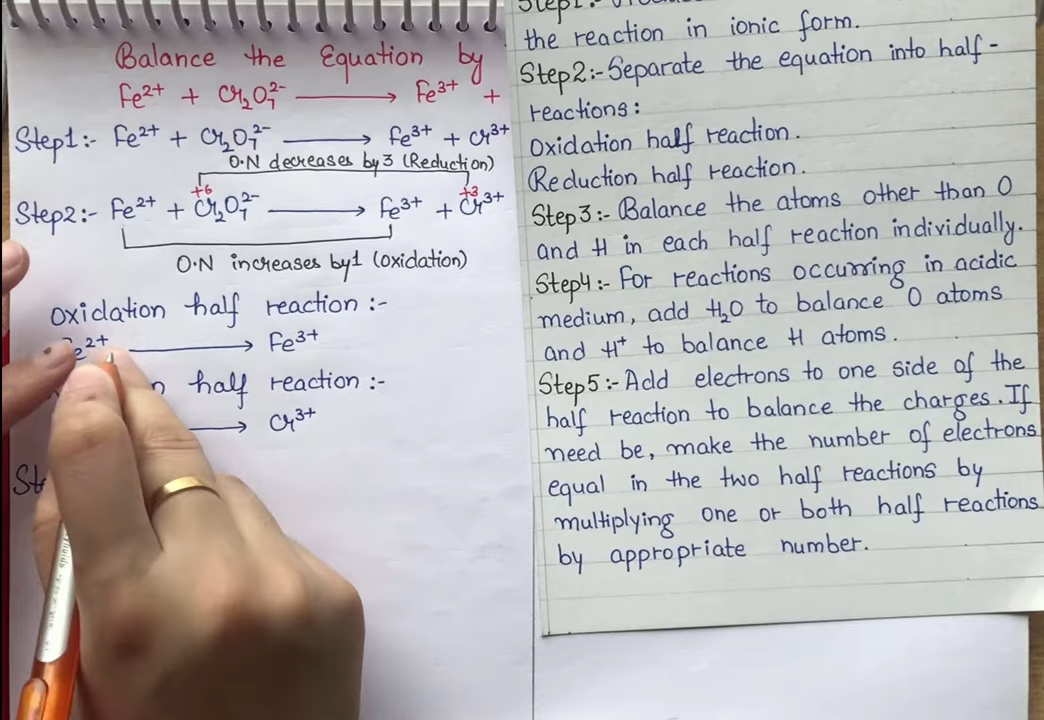 Balance the Equation by
Fe²⁺ + Cr₂O₇²⁻ ⟶ Fe³⁺ +
Step1:- Fe²⁺ + Cr₂O₇²⁻ ⟶ Fe³⁺ + Cr³⁺
O.N decreases by 3 (Reduction)
+6 +3
Step2:- Fe²⁺ + Cr₂O₇²⁻ ⟶ Fe³⁺ + Cr³⁺
O.N increases by 1 (oxidation)
Oxidation half reaction :-
e²⁺ ⟶ Fe³⁺
n half reaction :-
⟶ Cr³⁺
St
Step1:-
the reaction in ionic form.
Step2:- Separate the equation into half-
reactions:
Oxidation half reaction.
Reduction half reaction.
Step3:- Balance the atoms other than O
and H in each half reaction individually.
Step4:- For reactions occurring in acidic
medium, add H₂O to balance O atoms
and H⁺ to balance H atoms.
Step5:- Add electrons to one side of the
half reaction to balance the charges. If
need be, make the number of electrons
equal in the two half reactions by
multiplying one or both half reactions
by appropriate number.